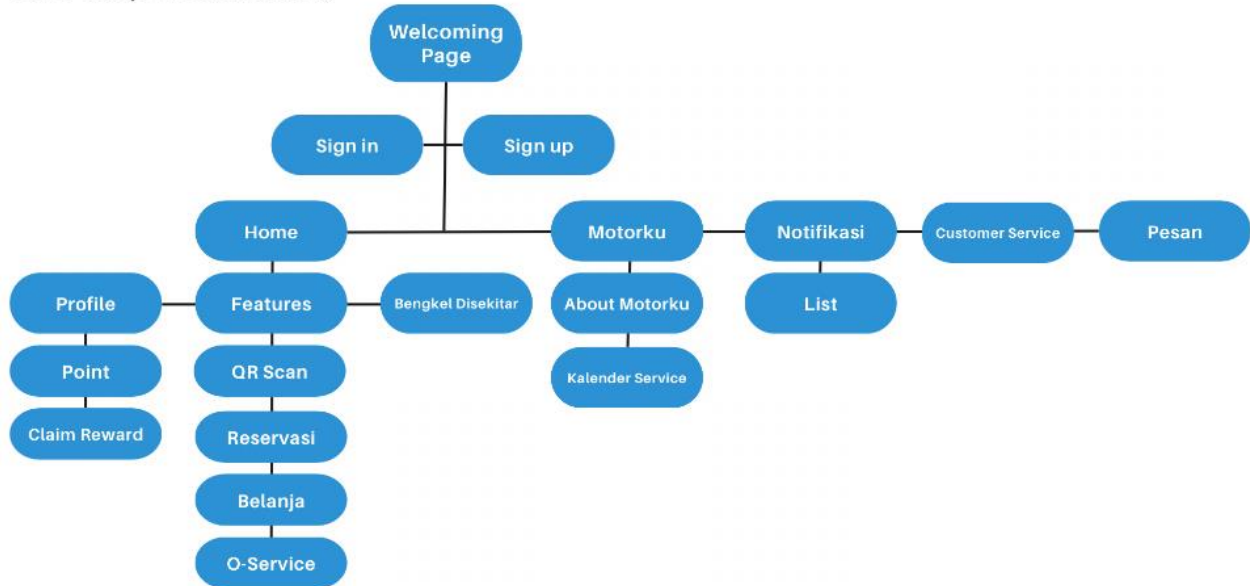 Welcoming
Page
Sign in
Sign up
Home
Motorku
Notifikasi
Customer Service
Pesan
Profile
Features
Bengkel Disekitar
About Motorku
List
Point
QR Scan
Kalender Service
Claim Reward
Reservasi
Belanja
O-Service